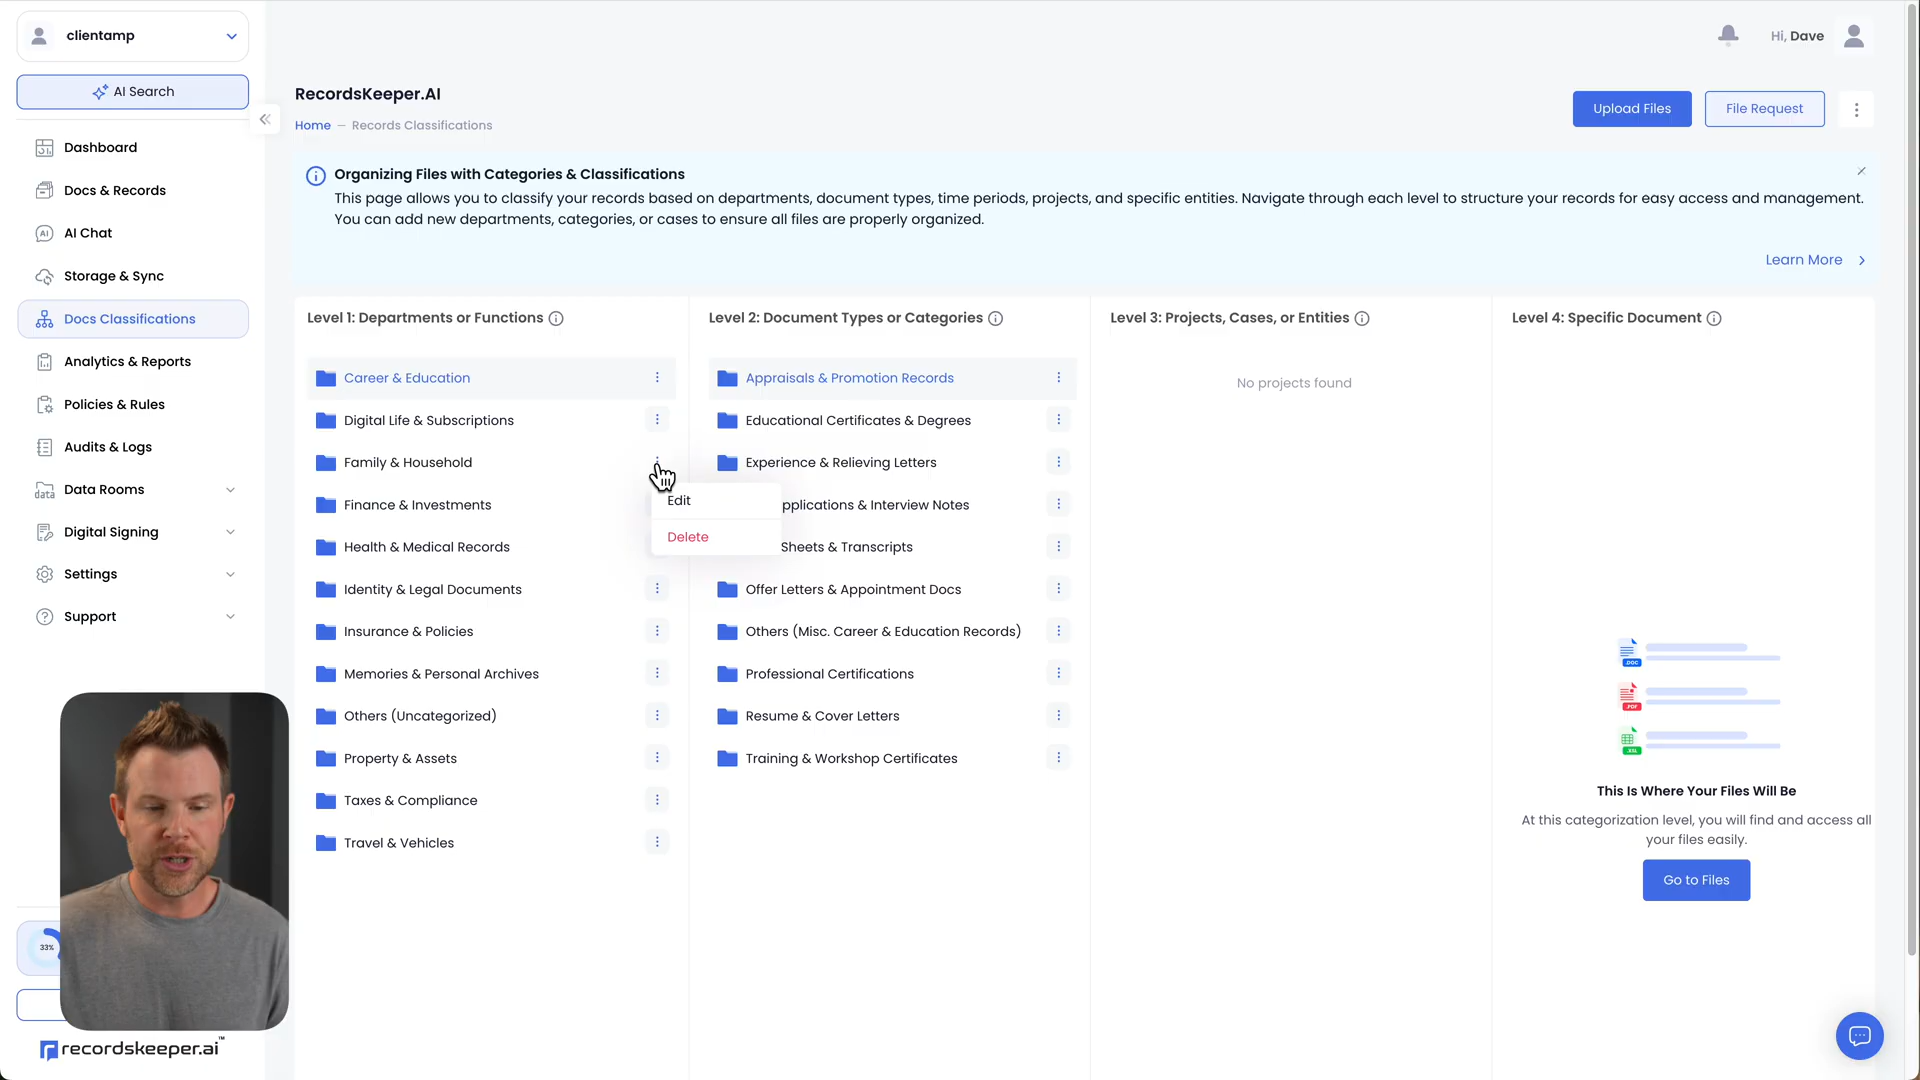 clientamp
AI Search
Dashboard
Docs & Records
AI Chat
Storage & Sync
Docs Classifications
Analytics & Reports
Policies & Rules
Audits & Logs
Data Rooms
Digital Signing
Settings
Support
33%
recordskeeper.ai™
Hi, Dave
RecordsKeeper.AI
Home — Records Classifications
Upload Files
File Request
Organizing Files with Categories & Classifications
This page allows you to classify your records based on departments, document types, time periods, projects, and specific entities. Navigate through each level to structure your records for easy access and management.
You can add new departments, categories, or cases to ensure all files are properly organized.
Learn More
Level 1: Departments or Functions
Career & Education
Digital Life & Subscriptions
Family & Household
Finance & Investments
Health & Medical Records
Identity & Legal Documents
Insurance & Policies
Memories & Personal Archives
Others (Uncategorized)
Property & Assets
Taxes & Compliance
Travel & Vehicles
Edit
Delete
Level 2: Document Types or Categories
Appraisals & Promotion Records
Educational Certificates & Degrees
Experience & Relieving Letters
pplications & Interview Notes
Sheets & Transcripts
Offer Letters & Appointment Docs
Others (Misc. Career & Education Records)
Professional Certifications
Resume & Cover Letters
Training & Workshop Certificates
Level 3: Projects, Cases, or Entities
No projects found
Level 4: Specific Document
.DOC
.PDF
.XSL
This Is Where Your Files Will Be
At this categorization level, you will find and access all
your files easily.
Go to Files